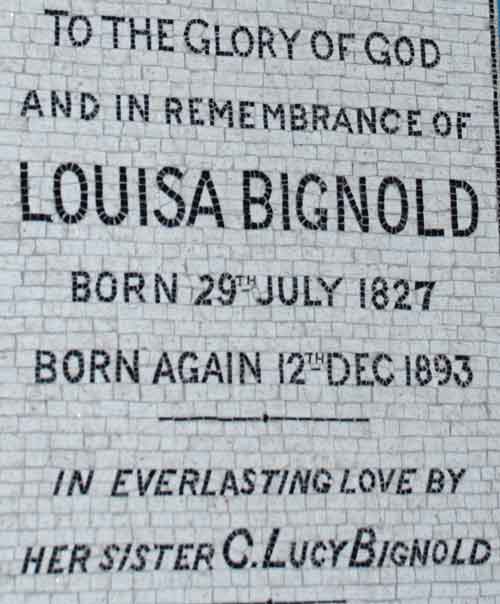 TO THE GLORY OF GOD
AND IN REMEMBRANCE OF
LOUISA BIGNOLD
BORN 29TH JULY 1827
BORN AGAIN 12TH DEC 1893
IN EVERLASTING LOVE BY
HER SISTER C. LUCY BIGNOLD